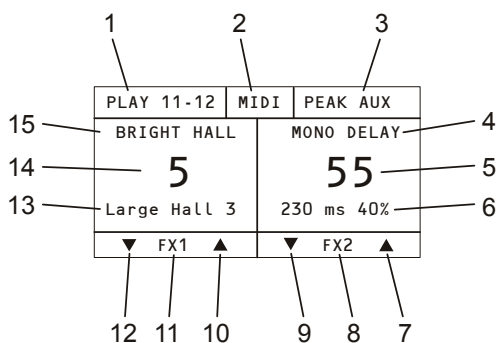 1 2 3
PLAY 11-12 MIDI PEAK AUX
15 BRIGHT HALL MONO DELAY 4
14 5 55 5
13 Large Hall 3 230 ms 40% 6
▼ FX1 ▲ ▼ FX2 ▲
12 11 10 9 8 7